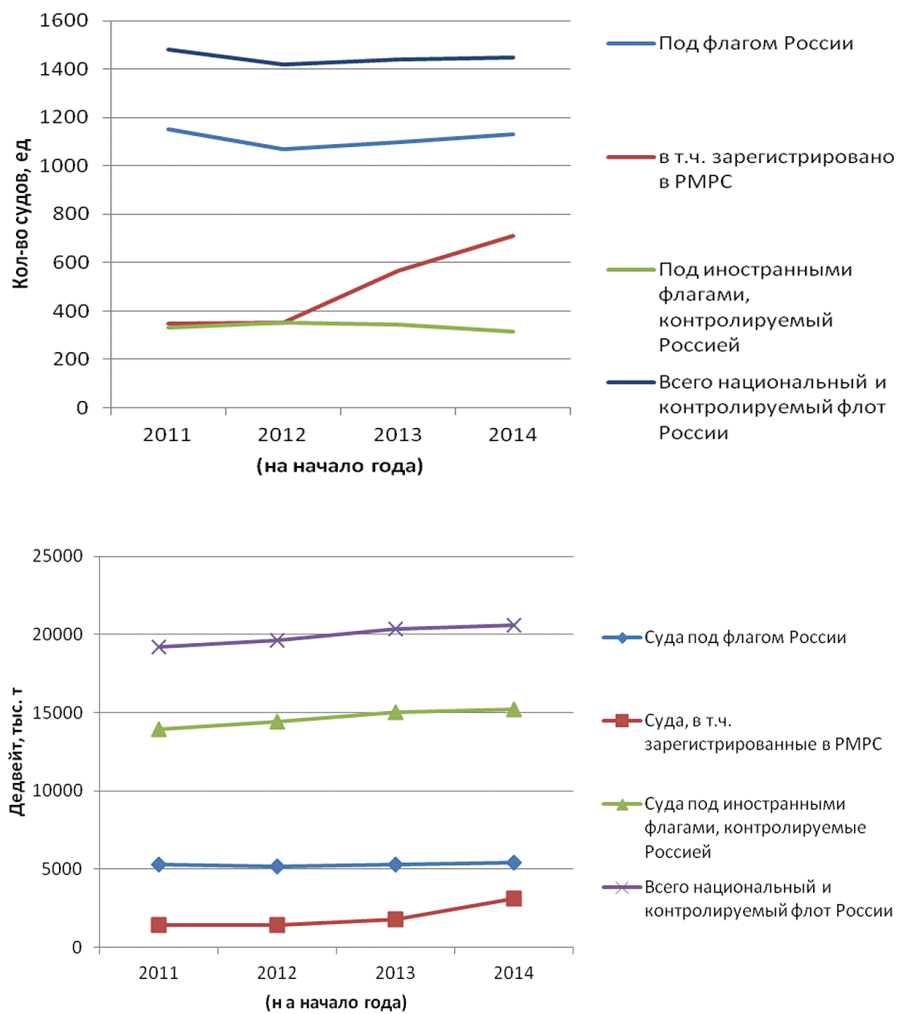 1600
1400
1200
1000
800
600
400
200
0
Кол-во судов, ед
2011
2012
2013
2014
(на начало года)
Под флагом России
в т.ч. зарегистрировано
в РМРС
Под иностранными
флагами,
контролируемый
Россией
Всего национальный и
контролируемый флот
России
25000
20000
15000
10000
5000
0
Дедвейт, тыс. т
2011
2012
2013
2014
(н а начало года)
Суда под флагом России
Суда, в т.ч.
зарегистрированные в РМРС
Суда под иностранными
флагами, контролируемые
Россией
Всего национальный и
контролируемый флот России